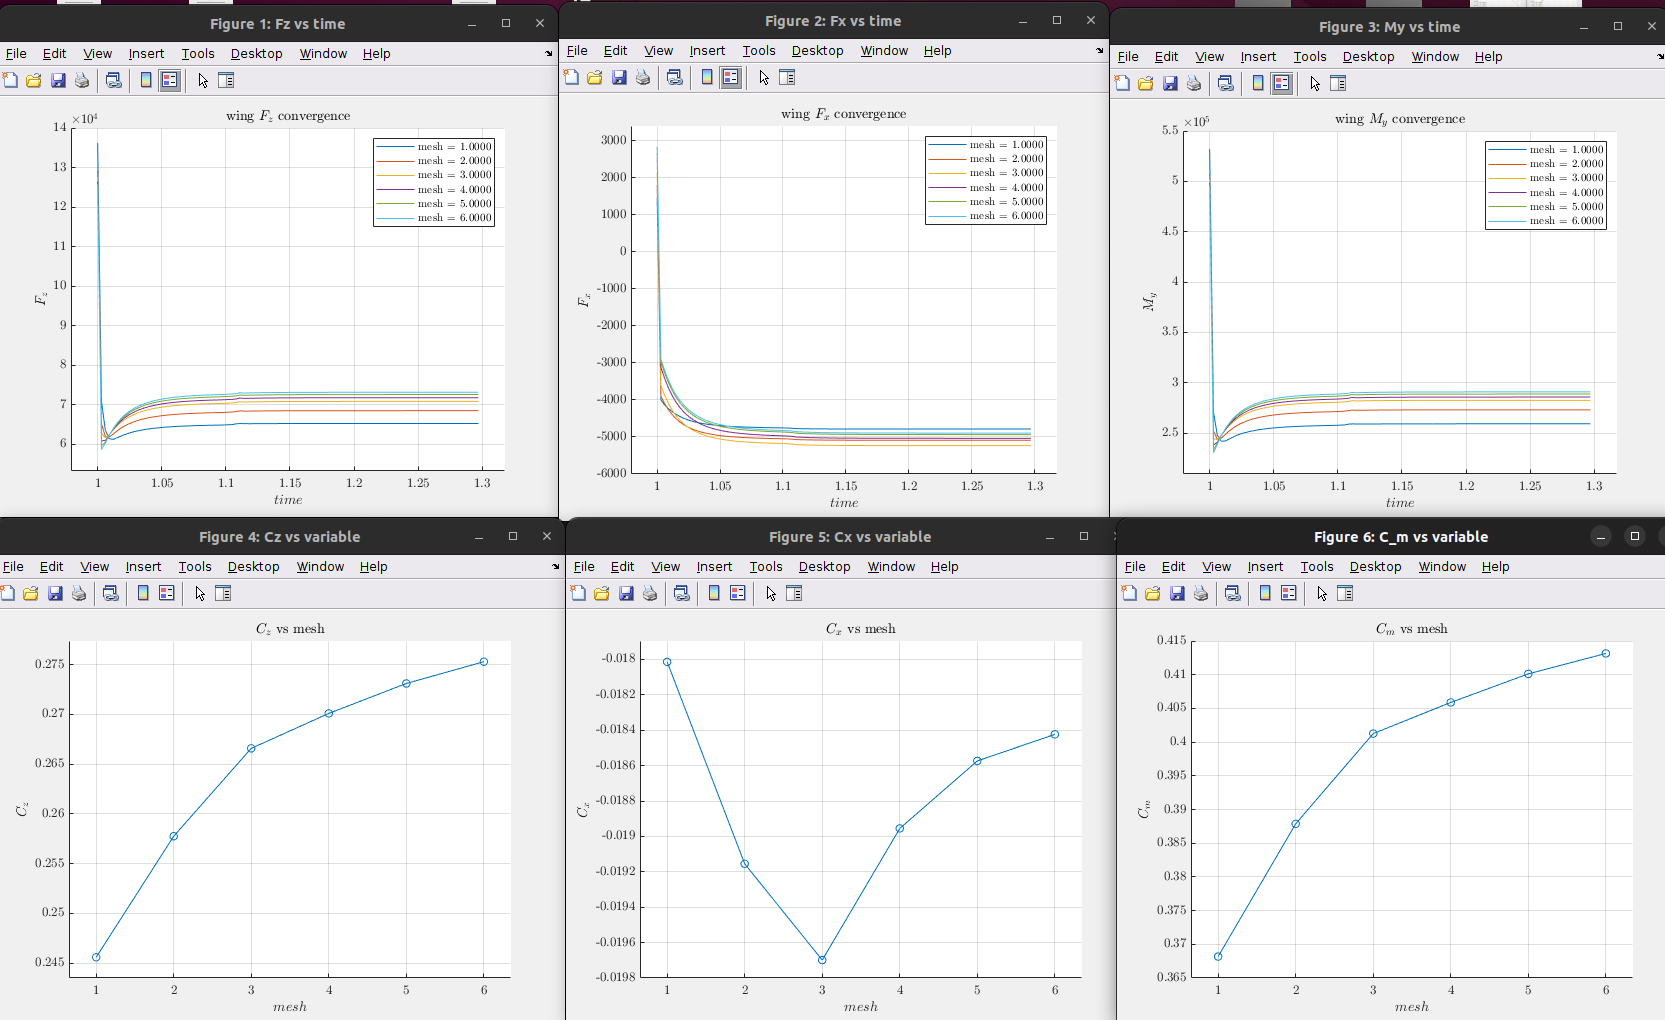 Figure 1: Fz vs time
File Edit View Insert Tools Desktop Window Help
wing F_z convergence
×10^4
14
13
12
11
10
9
8
7
6
F_z
1 1.05 1.1 1.15 1.2 1.25 1.3
time
mesh = 1.0000
mesh = 2.0000
mesh = 3.0000
mesh = 4.0000
mesh = 5.0000
mesh = 6.0000
Figure 2: Fx vs time
File Edit View Insert Tools Desktop Window Help
wing F_x convergence
3000
2000
1000
0
-1000
-2000
-3000
-4000
-5000
-6000
F_x
1 1.05 1.1 1.15 1.2 1.25 1.3
time
mesh = 1.0000
mesh = 2.0000
mesh = 3.0000
mesh = 4.0000
mesh = 5.0000
mesh = 6.0000
Figure 3: My vs time
File Edit View Insert Tools Desktop Window Help
wing M_y convergence
×10^5
5.5
5
4.5
4
3.5
3
2.5
M_y
1 1.05 1.1 1.15 1.2 1.25 1.3
time
mesh = 1.0000
mesh = 2.0000
mesh = 3.0000
mesh = 4.0000
mesh = 5.0000
mesh = 6.0000
Figure 4: Cz vs variable
File Edit View Insert Tools Desktop Window Help
C_z vs mesh
0.275
0.27
0.265
0.26
0.255
0.25
0.245
C_z
1 2 3 4 5 6
mesh
Figure 5: Cx vs variable
File Edit View Insert Tools Desktop Window Help
C_x vs mesh
-0.018
-0.0182
-0.0184
-0.0186
-0.0188
-0.019
-0.0192
-0.0194
-0.0196
-0.0198
C_x
1 2 3 4 5 6
mesh
Figure 6: C_m vs variable
File Edit View Insert Tools Desktop Window Help
C_m vs mesh
0.415
0.41
0.405
0.4
0.395
0.39
0.385
0.38
0.375
0.37
0.365
C_m
1 2 3 4 5 6
mesh